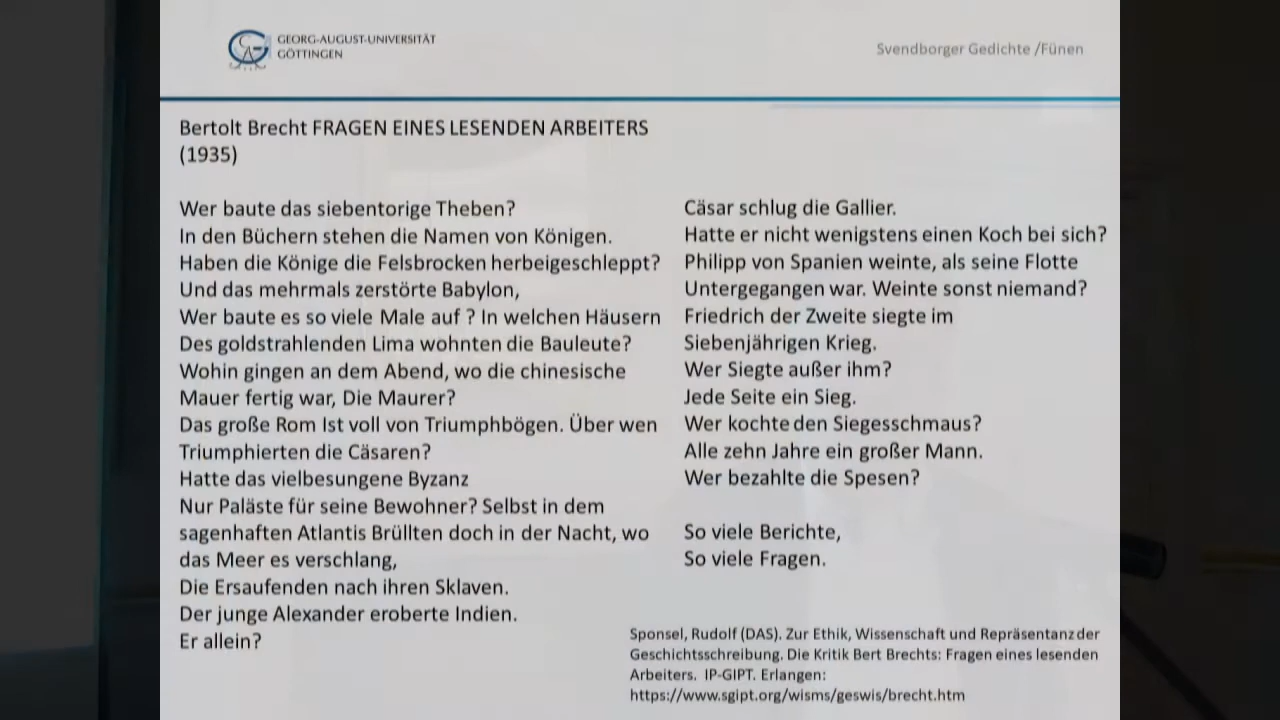 GEORG-AUGUST-UNIVERSITÄT
GÖTTINGEN
Svendborger Gedichte /Fünen
Bertolt Brecht FRAGEN EINES LESENDEN ARBEITERS
(1935)
Wer baute das siebentorige Theben?
In den Büchern stehen die Namen von Königen.
Haben die Könige die Felsbrocken herbeigeschleppt?
Und das mehrmals zerstörte Babylon,
Wer baute es so viele Male auf ? In welchen Häusern
Des goldstrahlenden Lima wohnten die Bauleute?
Wohin gingen an dem Abend, wo die chinesische
Mauer fertig war, Die Maurer?
Das große Rom Ist voll von Triumphbögen. Über wen
Triumphierten die Cäsaren?
Hatte das vielbesungene Byzanz
Nur Paläste für seine Bewohner? Selbst in dem
sagenhaften Atlantis Brüllten doch in der Nacht, wo
das Meer es verschlang,
Die Ersaufenden nach ihren Sklaven.
Der junge Alexander eroberte Indien.
Er allein?
Cäsar schlug die Gallier.
Hatte er nicht wenigstens einen Koch bei sich?
Philipp von Spanien weinte, als seine Flotte
Untergegangen war. Weinte sonst niemand?
Friedrich der Zweite siegte im
Siebenjährigen Krieg.
Wer Siegte außer ihm?
Jede Seite ein Sieg.
Wer kochte den Siegesschmaus?
Alle zehn Jahre ein großer Mann.
Wer bezahlte die Spesen?
So viele Berichte,
So viele Fragen.
Sponsel, Rudolf (DAS). Zur Ethik, Wissenschaft und Repräsentanz der
Geschichtsschreibung. Die Kritik Bert Brechts: Fragen eines lesenden
Arbeiters. IP-GIPT. Erlangen:
https://www.sgipt.org/wisms/geswis/brecht.htm